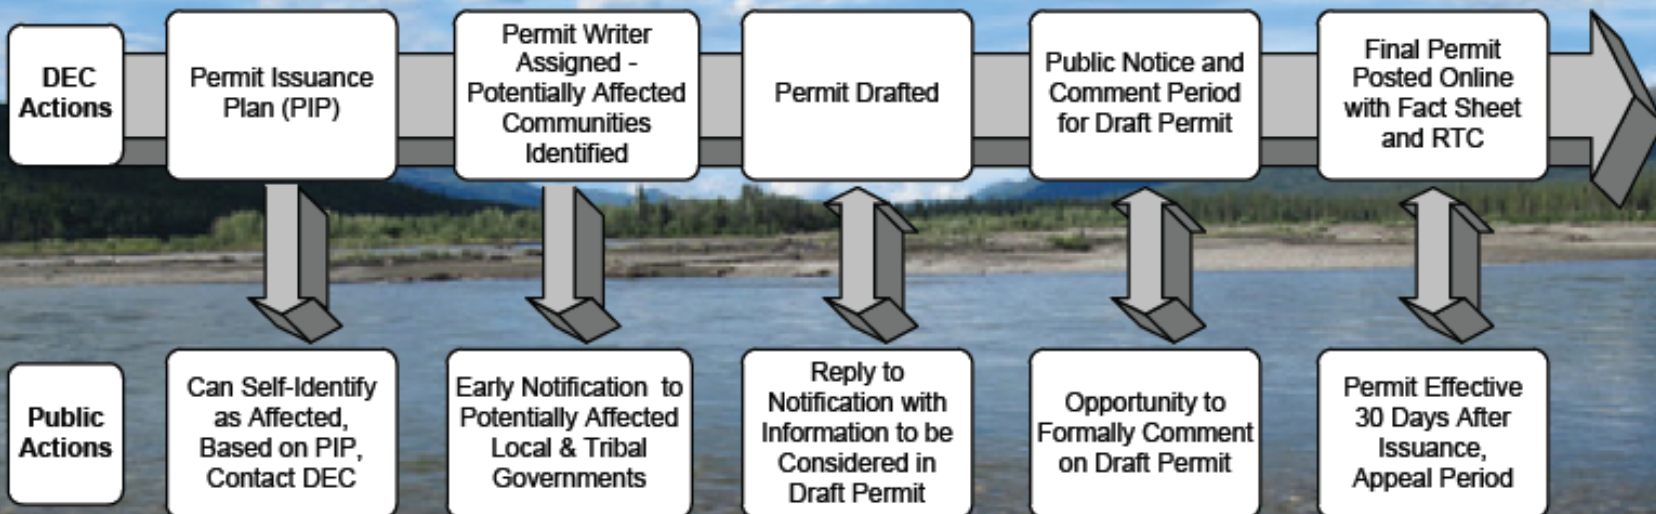 DEC
Actions
Permit Issuance
Plan (PIP)
Permit Writer
Assigned -
Potentially Affected
Communities
Identified
Permit Drafted
Public Notice and
Comment Period
for Draft Permit
Final Permit
Posted Online
with Fact Sheet
and RTC
Public
Actions
Can Self-Identify
as Affected,
Based on PIP,
Contact DEC
Early Notification to
Potentially Affected
Local & Tribal
Governments
Reply to
Notification with
Information to be
Considered in
Draft Permit
Opportunity to
Formally Comment
on Draft Permit
Permit Effective
30 Days After
Issuance,
Appeal Period